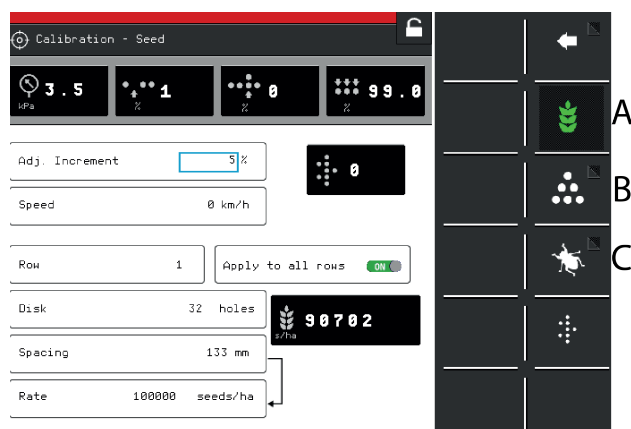 Calibration - Seed
3.5
kPa
1
%
0
%
99.0
%
Adj. Increment 5 %
0
Speed 0 km/h
Row 1
Apply to all rows ON
Disk 32 holes
90702
s/ha
Spacing 133 mm
Rate 100000 seeds/ha
A
B
C